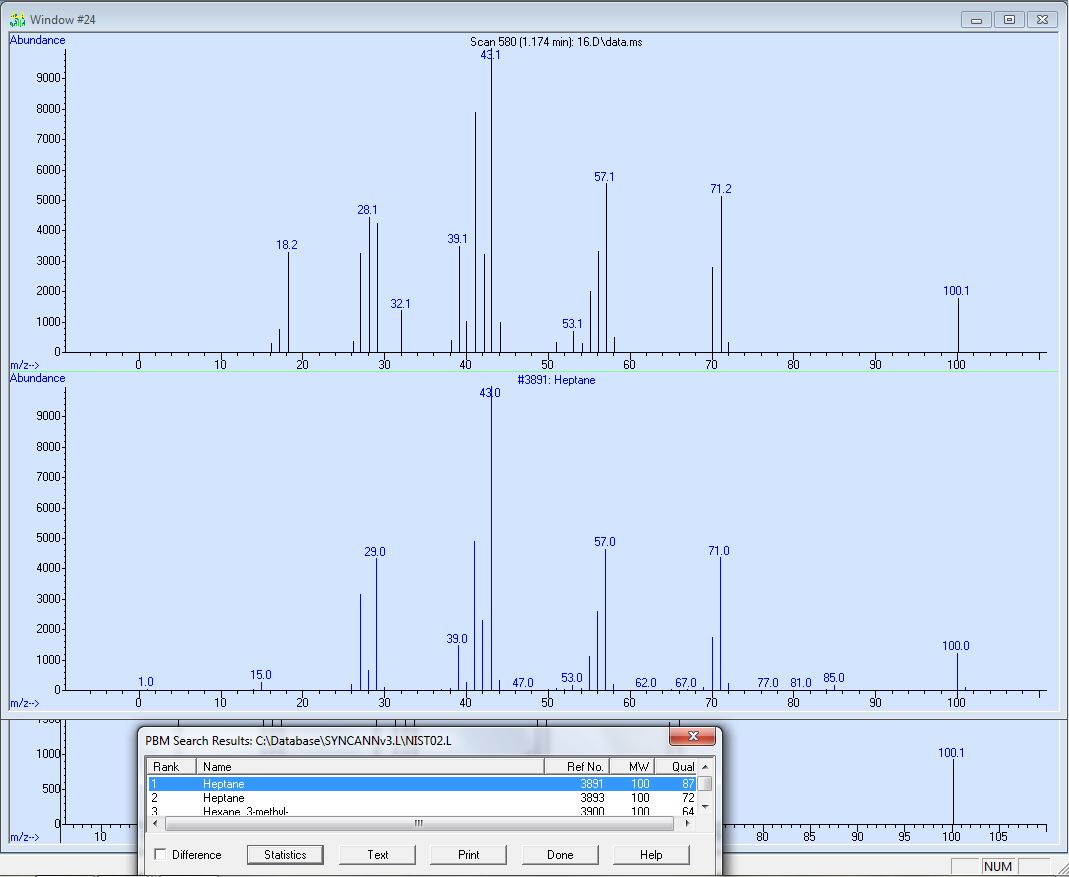 Window #24
Abundance
Scan 580 (1.174 min): 16.D\data.ms
43.1
9000
8000
7000
6000
57.1
71.2
5000
28.1
4000
18.2
39.1
3000
32.1
100.1
2000
53.1
1000
0
m/z--> 0 10 20 30 40 50 60 70 80 90 100
Abundance
#3891: Heptane
43.0
9000
8000
7000
6000
5000
29.0
57.0
71.0
4000
3000
2000
39.0
100.0
1000
1.0 15.0 47.0 53.0 62.0 67.0 77.0 81.0 85.0
0
m/z--> 0 10 20 30 40 50 60 70 80 90 100
1500
PBM Search Results: C:\Database\SYNCANNv3.L\NIST02.L
1000
100.1
Rank Name Ref No. MW Qual
1 Heptane 3891 100 87
500
2 Heptane 3893 100 72
3 Hexane, 3-methyl- 3900 100 64
0
m/z--> 10 80 85 90 95 100 105
Difference Statistics Text Print Done Help
NUM